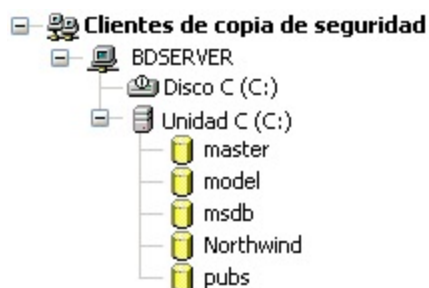 Clientes de copia de seguridad
BDSERVER
Disco C (C:)
Unidad C (C:)
master
model
msdb
Northwind
pubs